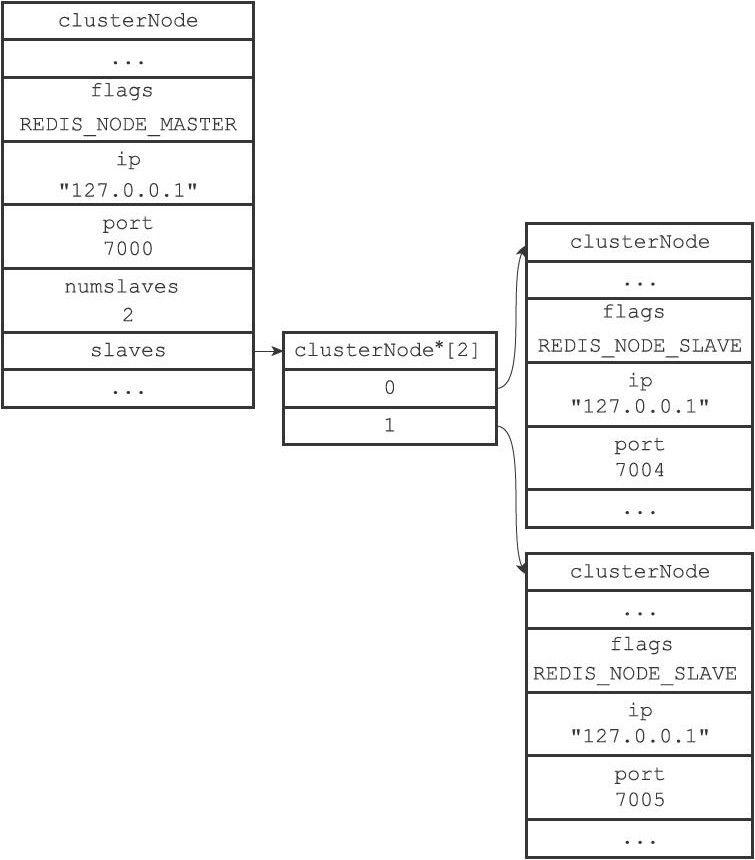 clusterNode
...
flags
REDIS_NODE_MASTER
ip
"127.0.0.1"
port
7000
numslaves
2
slaves
...
clusterNode*[2]
0
1
clusterNode
...
flags
REDIS_NODE_SLAVE
ip
"127.0.0.1"
port
7004
...
clusterNode
...
flags
REDIS_NODE_SLAVE
ip
"127.0.0.1"
port
7005
...